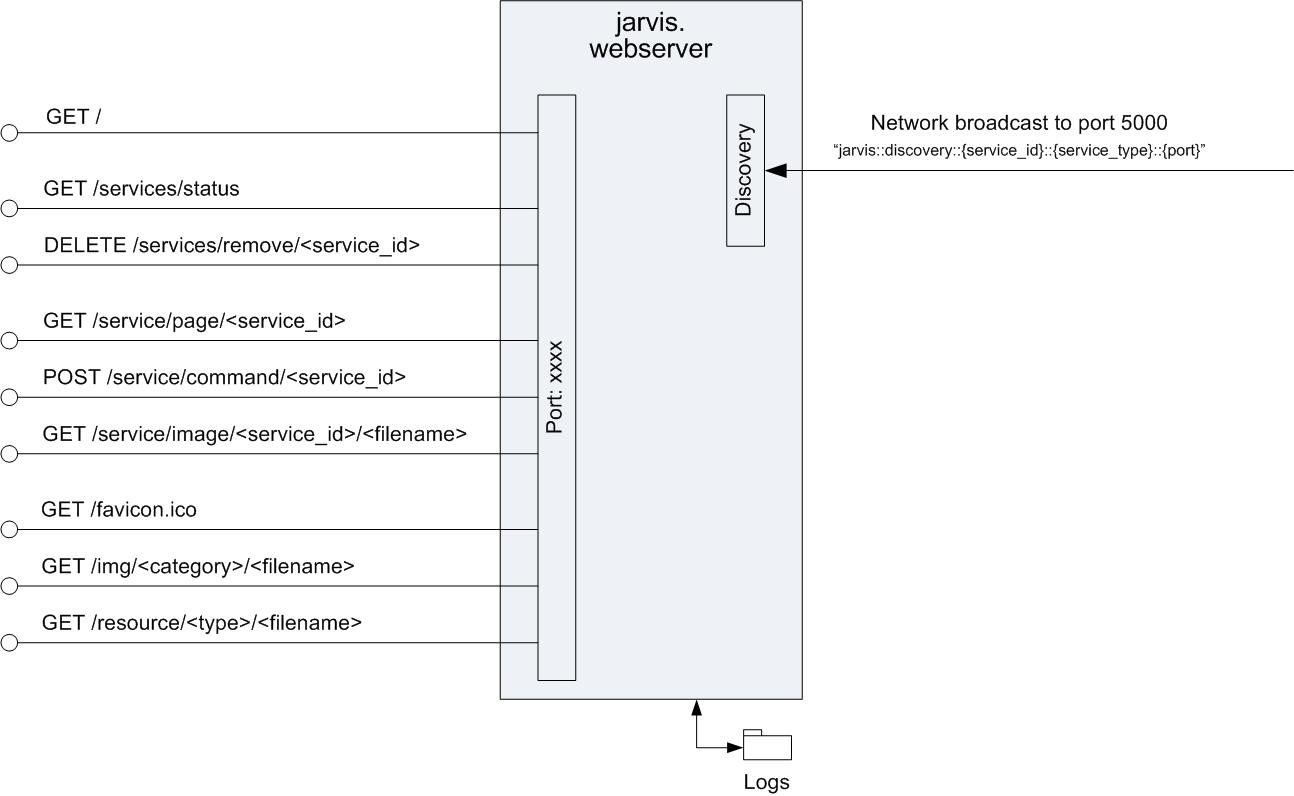 jarvis.
webserver
GET /
GET /services/status
DELETE /services/remove/<service_id>
GET /service/page/<service_id>
POST /service/command/<service_id>
GET /service/image/<service_id>/<filename>
GET /favicon.ico
GET /img/<category>/<filename>
GET /resource/<type>/<filename>
Port: xxxx
Discovery
Network broadcast to port 5000
“jarvis::discovery::{service_id}::{service_type}::{port}”
Logs